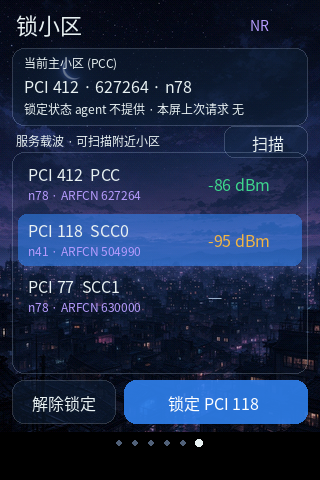 锁小区 NR
当前主小区 (PCC)
PCI 412 · 627264 · n78
锁定状态 agent 不提供 · 本屏上次请求 无
服务载波 · 可扫描附近小区 扫描
PCI 412 PCC -86 dBm
n78 · ARFCN 627264
PCI 118 SCC0 -95 dBm
n41 · ARFCN 504990
PCI 77 SCC1 —
n78 · ARFCN 630000
解除锁定 锁定 PCI 118